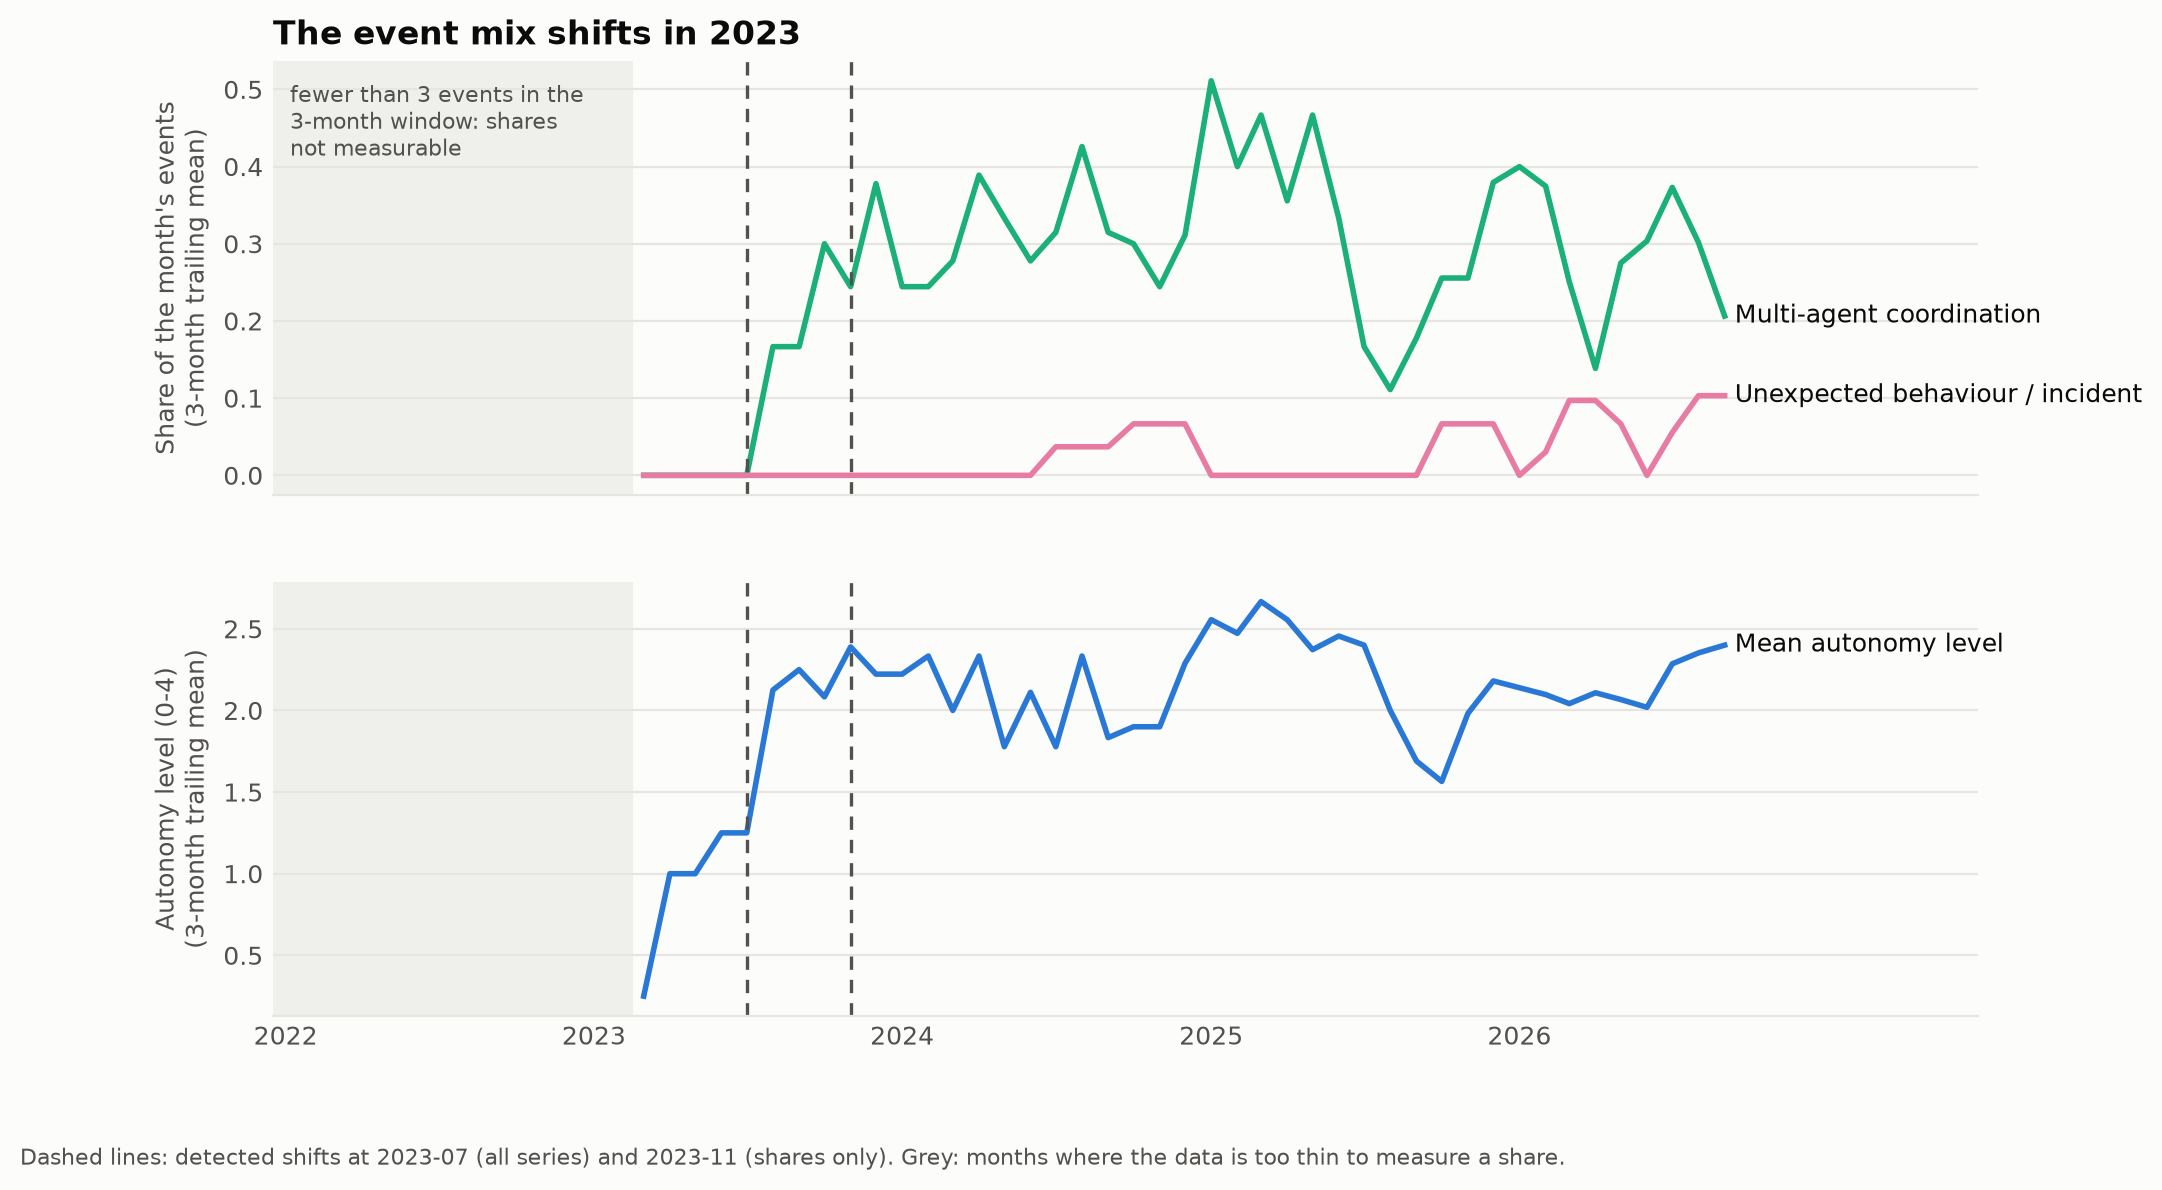 The event mix shifts in 2023
Share of the month's events
(3-month trailing mean)
0.5
0.4
0.3
0.2
0.1
0.0
fewer than 3 events in the
3-month window: shares
not measurable
Multi-agent coordination
Unexpected behaviour / incident
Autonomy level (0-4)
(3-month trailing mean)
2.5
2.0
1.5
1.0
0.5
Mean autonomy level
2022
2023
2024
2025
2026
Dashed lines: detected shifts at 2023-07 (all series) and 2023-11 (shares only). Grey: months where the data is too thin to measure a share.